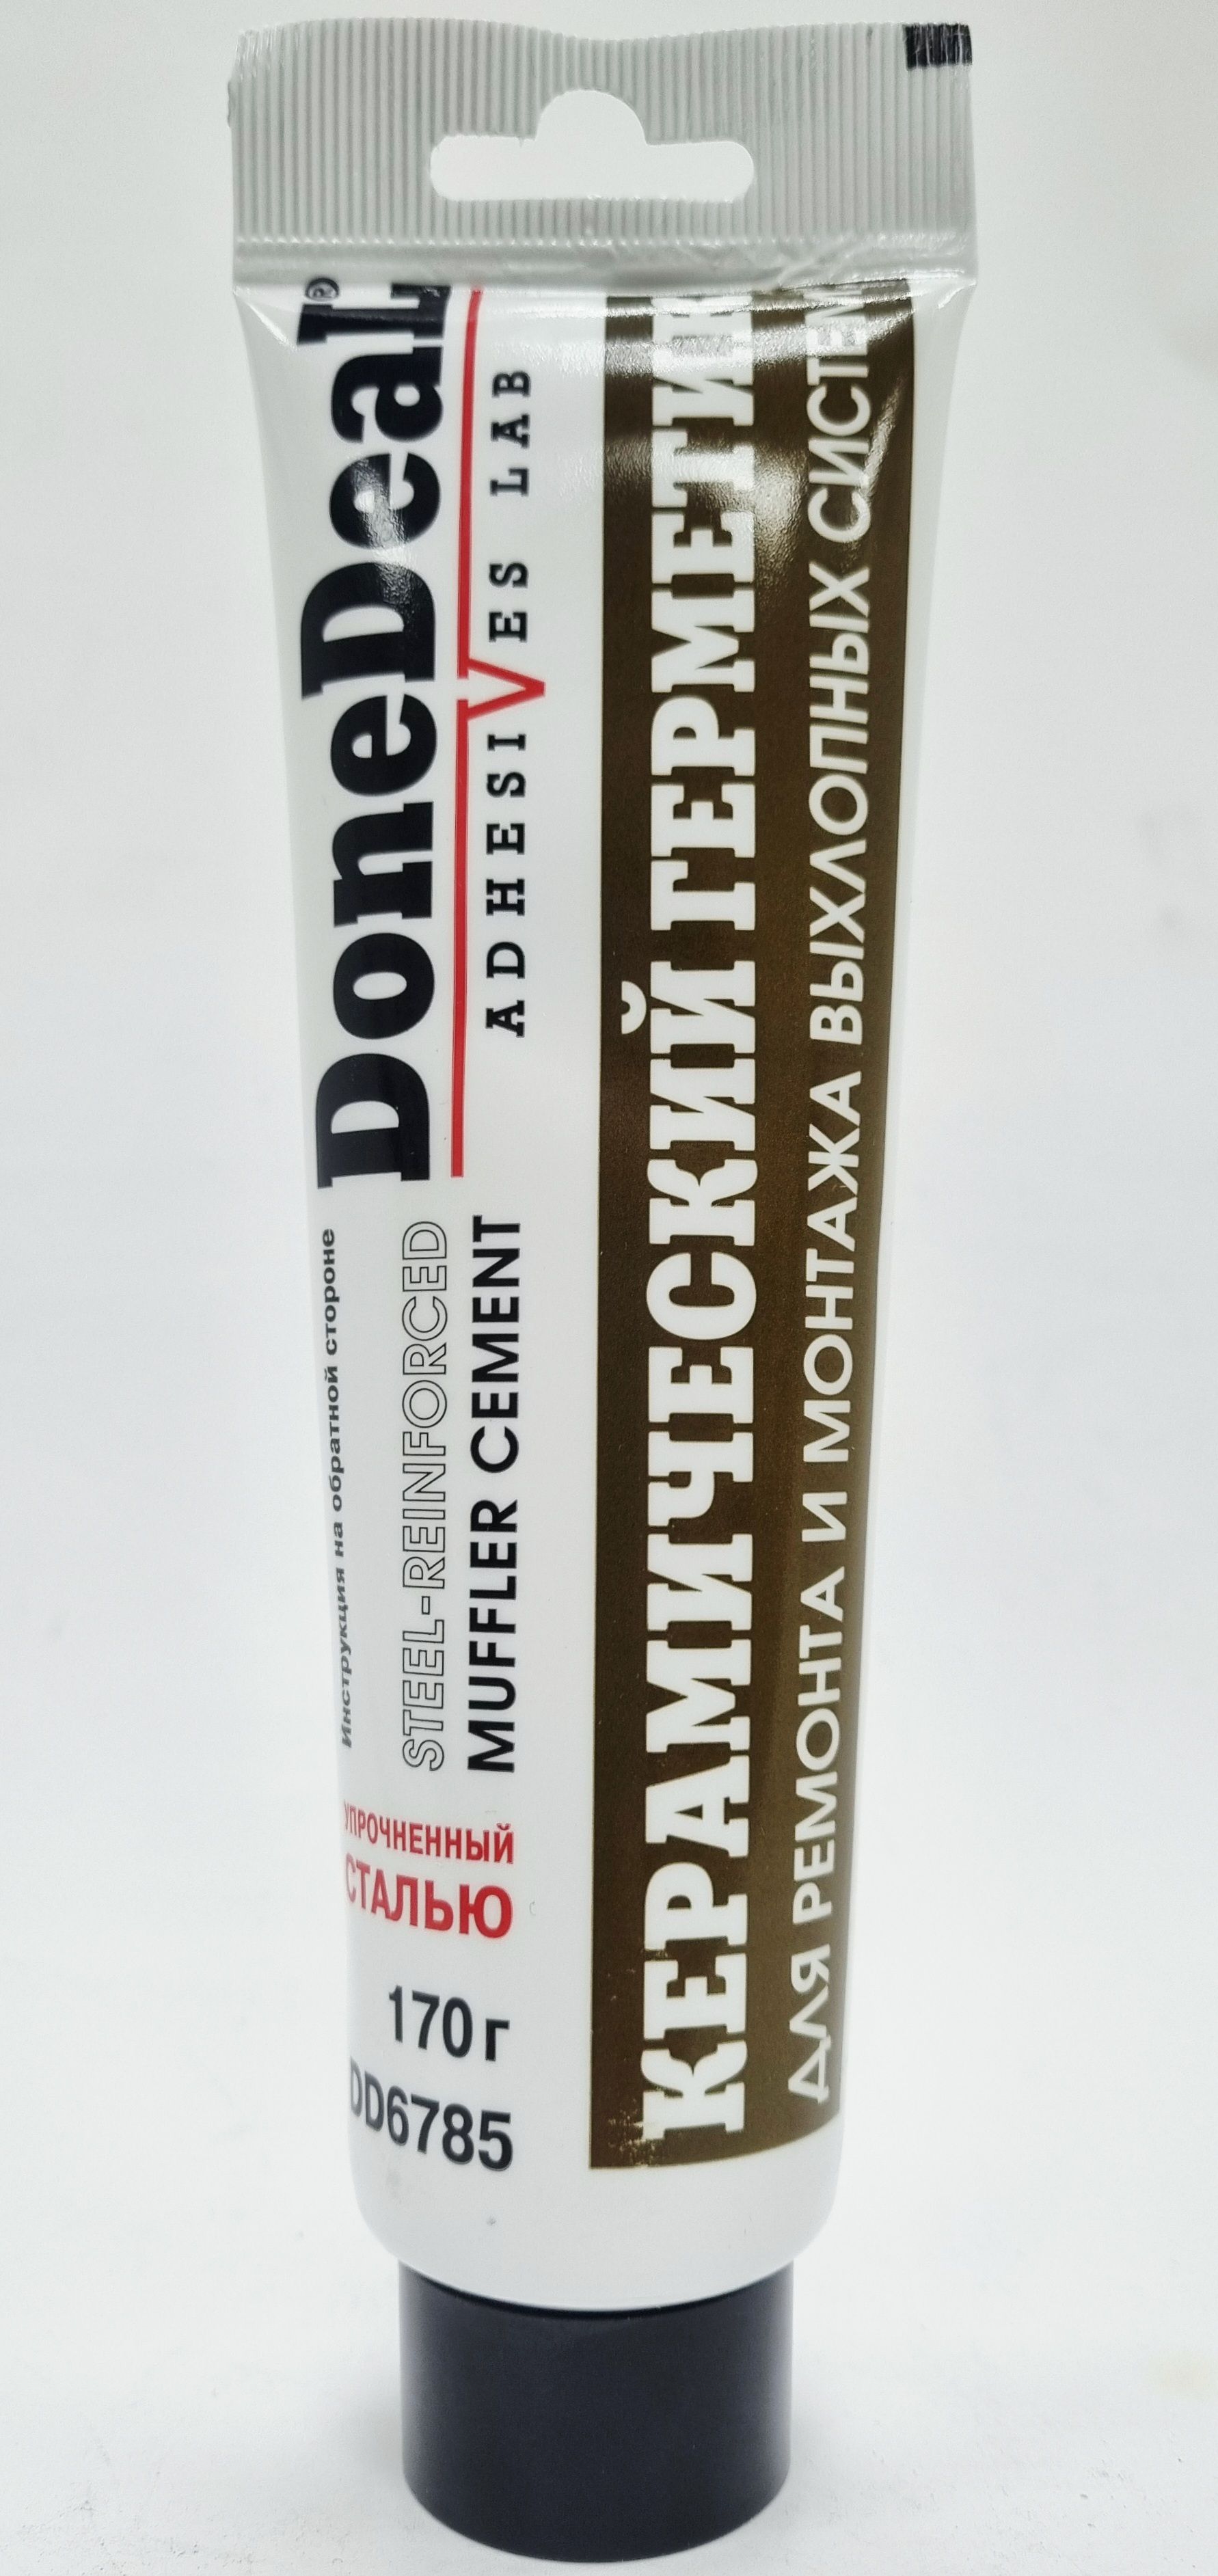 DoneDeaL®
ADHESIVES LAB
Инструкция на обратной стороне
STEEL-REINFORCED
MUFFLER CEMENT
УПРОЧНЕННЫЙ
СТАЛЬЮ
170 г
DD6785
КЕРАМИЧЕСКИЙ ГЕРМЕТИК
ДЛЯ РЕМОНТА И МОНТАЖА ВЫХЛОПНЫХ СИСТЕМ